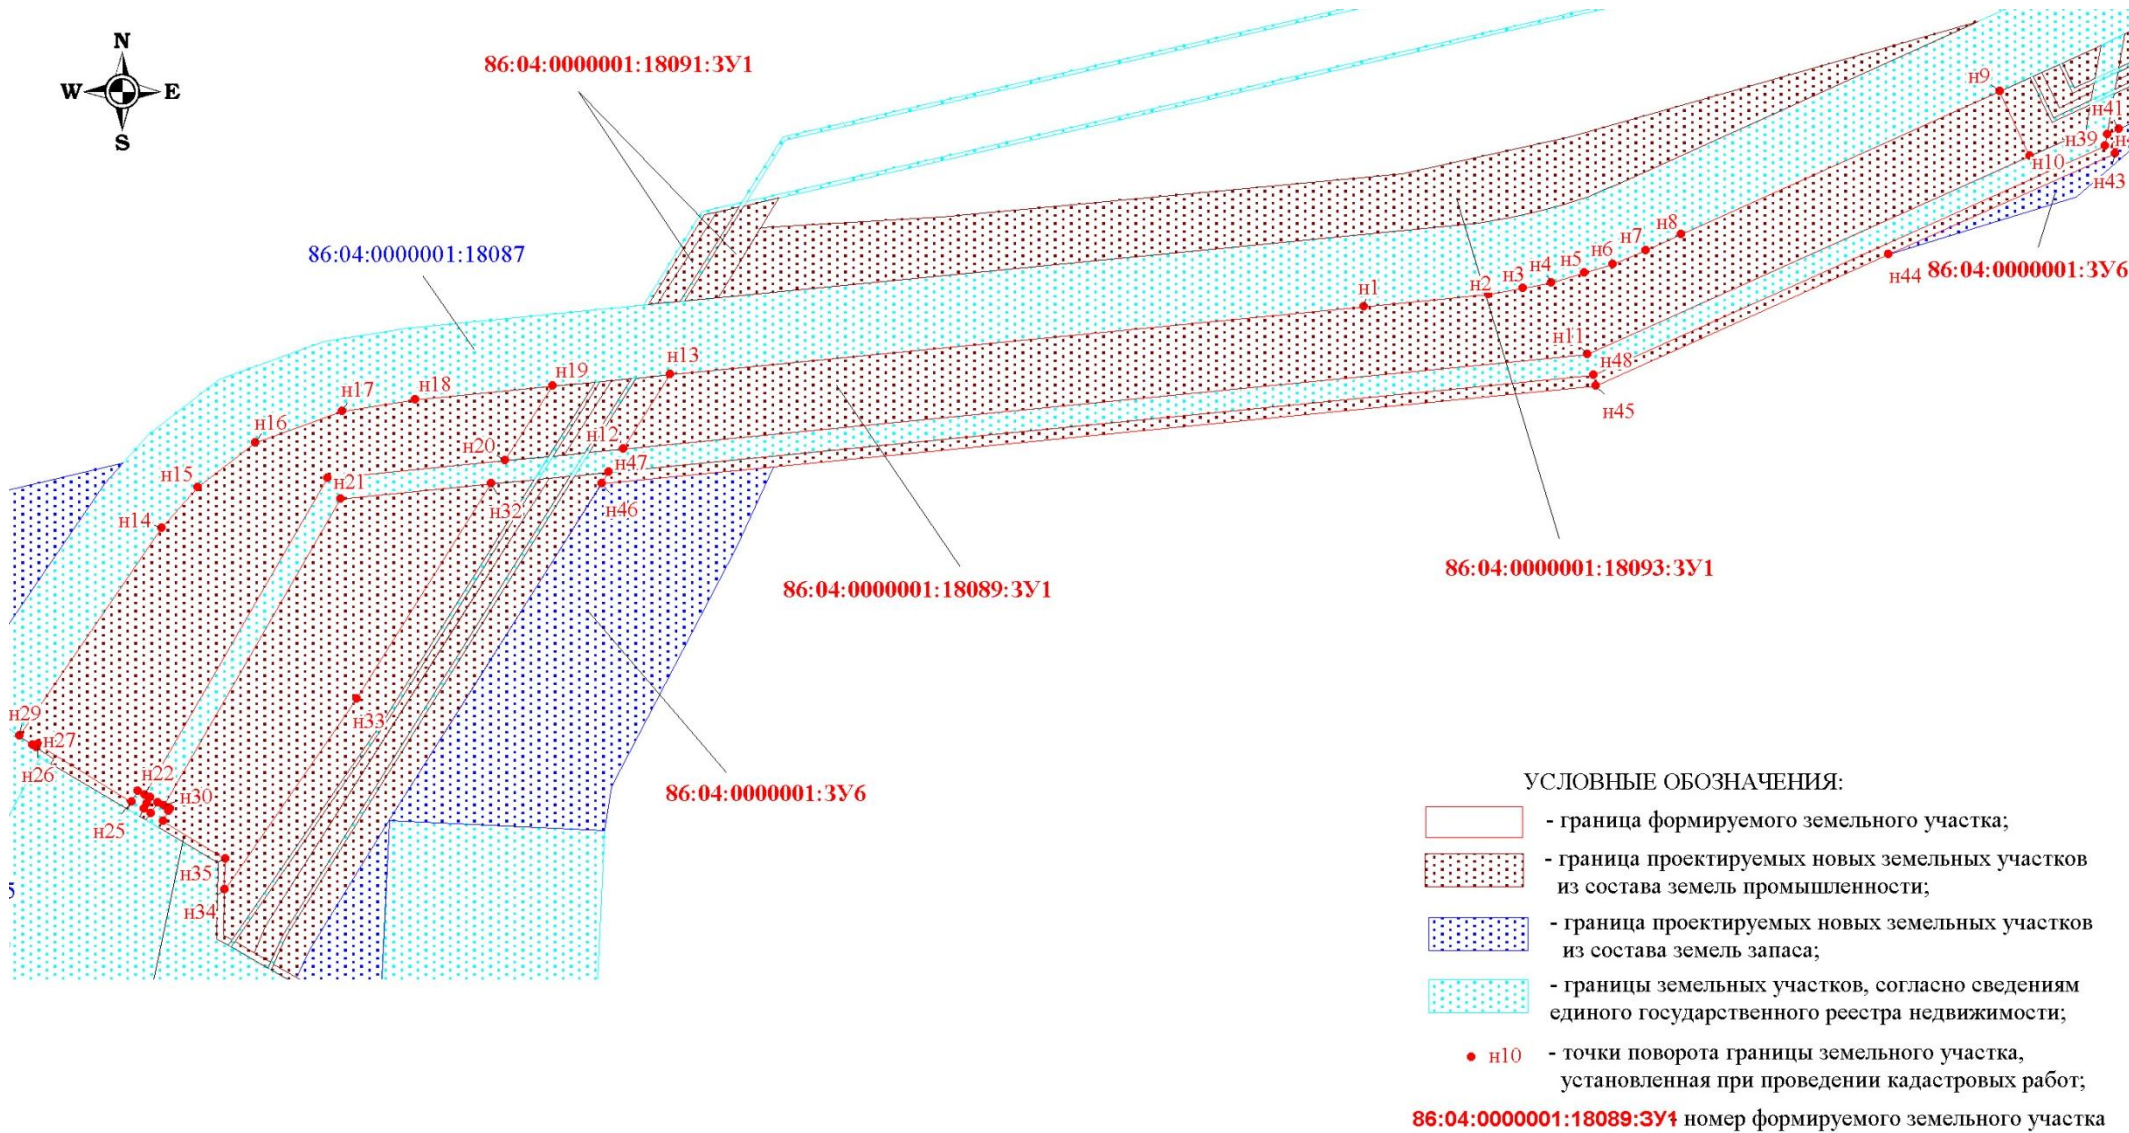 N
W
E
S
86:04:0000001:18091:ЗУ1
н9
н41
н39
н10
н43
86:04:0000001:18087
н8
н7
н6
н5
н4
н3
н2
н1
н44
86:04:0000001:ЗУ6
н11
н48
н45
н13
н19
н18
н17
н16
н12
н20
н47
н15
н21
н46
н32
н14
86:04:0000001:18093:ЗУ1
86:04:0000001:18089:ЗУ1
н29
н27
н33
н26
н22
н30
86:04:0000001:ЗУ6
н25
н35
н34
УСЛОВНЫЕ ОБОЗНАЧЕНИЯ:
- граница формируемого земельного участка;
- граница проектируемых новых земельных участков
из состава земель промышленности;
- граница проектируемых новых земельных участков
из состава земель запаса;
- границы земельных участков, согласно сведениям
единого государственного реестра недвижимости;
н10 - точки поворота границы земельного участка,
установленная при проведении кадастровых работ;
86:04:0000001:18089:ЗУ1 номер формируемого земельного участка